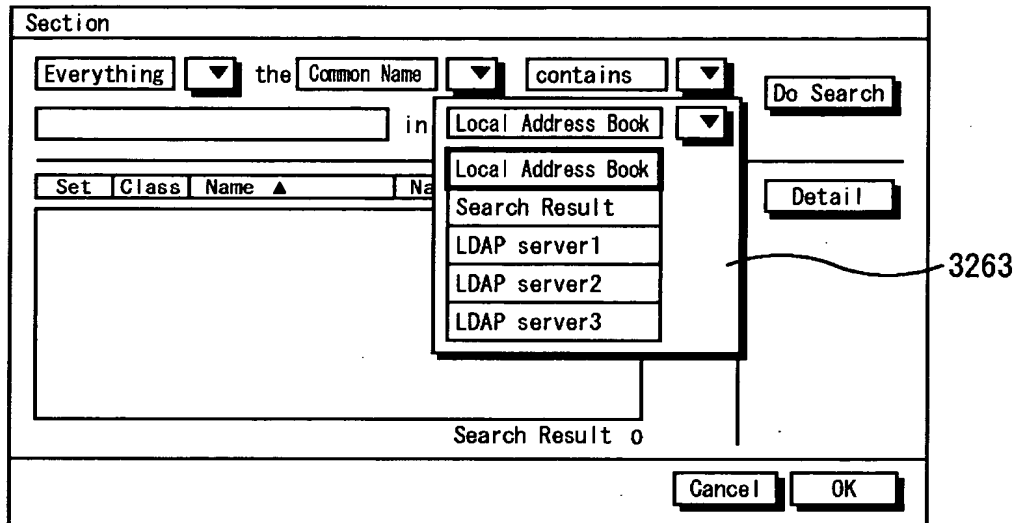 Section
Everything ▼ the Common Name ▼ contains ▼
Do Search
in Local Address Book ▼
Set Class Name ▲ Na
Detail
Local Address Book
Search Result
LDAP server1
LDAP server2
LDAP server3
3263
Search Result 0
Cancel OK